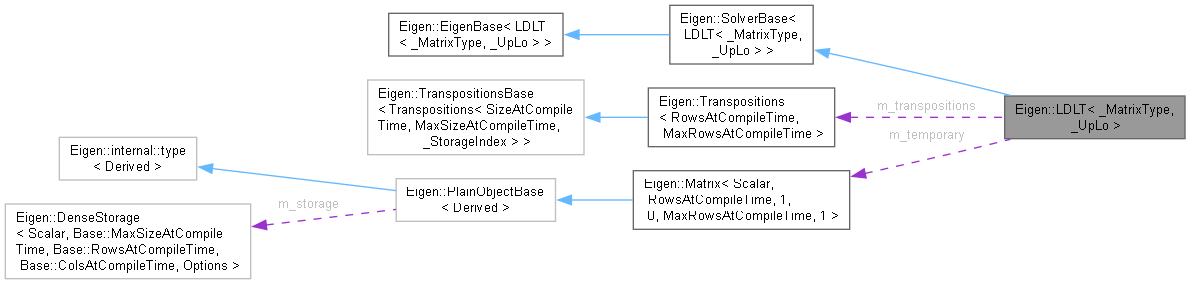 Eigen::EigenBase< LDLT
< _MatrixType, _UpLo > >
Eigen::SolverBase<
LDLT< _MatrixType,
_UpLo > >
Eigen::TranspositionsBase
< Transpositions< SizeAtCompile
Time, MaxSizeAtCompileTime,
_StorageIndex > >
Eigen::Transpositions
< RowsAtCompileTime,
MaxRowsAtCompileTime >
m_transpositions
Eigen::LDLT< _MatrixType,
_UpLo >
m_temporary
Eigen::internal::type
< Derived >
Eigen::PlainObjectBase
< Derived >
Eigen::Matrix< Scalar,
RowsAtCompileTime, 1,
0, MaxRowsAtCompileTime, 1 >
m_storage
Eigen::DenseStorage
< Scalar, Base::MaxSizeAtCompile
Time, Base::RowsAtCompileTime,
Base::ColsAtCompileTime, Options >